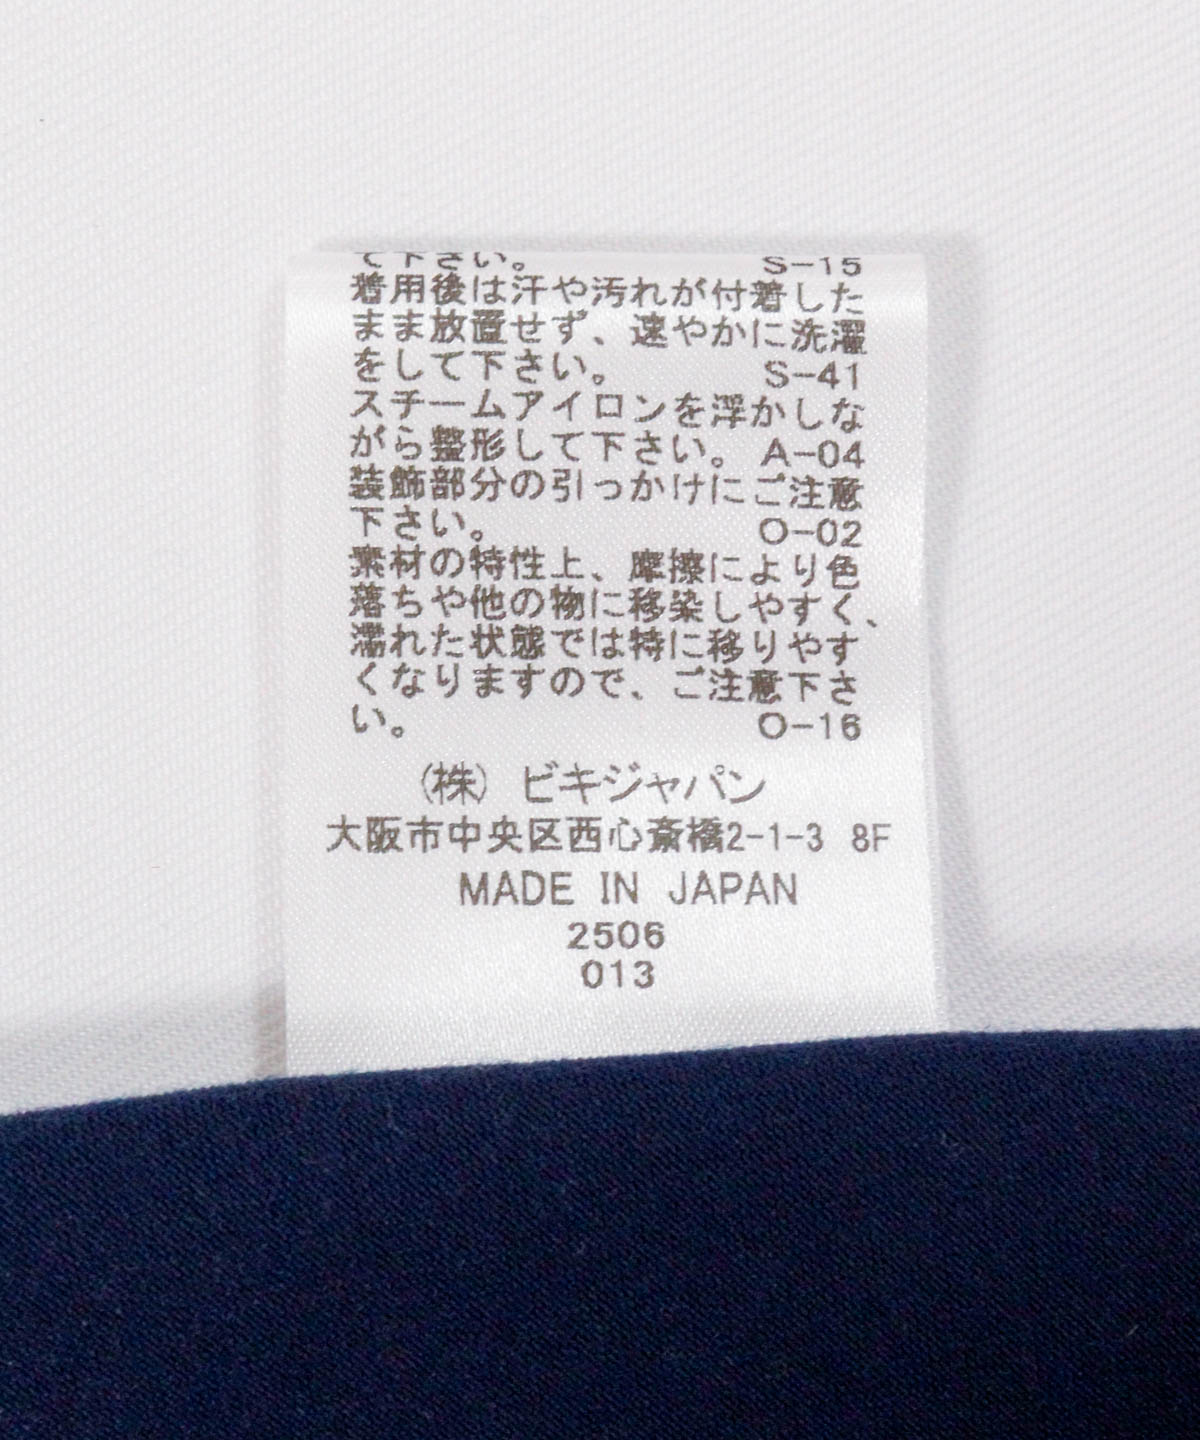 て下さい。 S-15
着用後は汗や汚れが付着した
まま放置せず、速やかに洗濯
をして下さい。 S-41
スチームアイロンを浮かしな
がら整形して下さい。 A-04
装飾部分の引っかけにご注意
下さい。 O-02
素材の特性上、摩擦により色
落ちや他の物に移染しやすく、
濡れた状態では特に移りやす
くなりますので、ご注意下さ
い。 O-16
(株) ビキジャパン
大阪市中央区西心斎橋2-1-3 8F
MADE IN JAPAN
2506
013